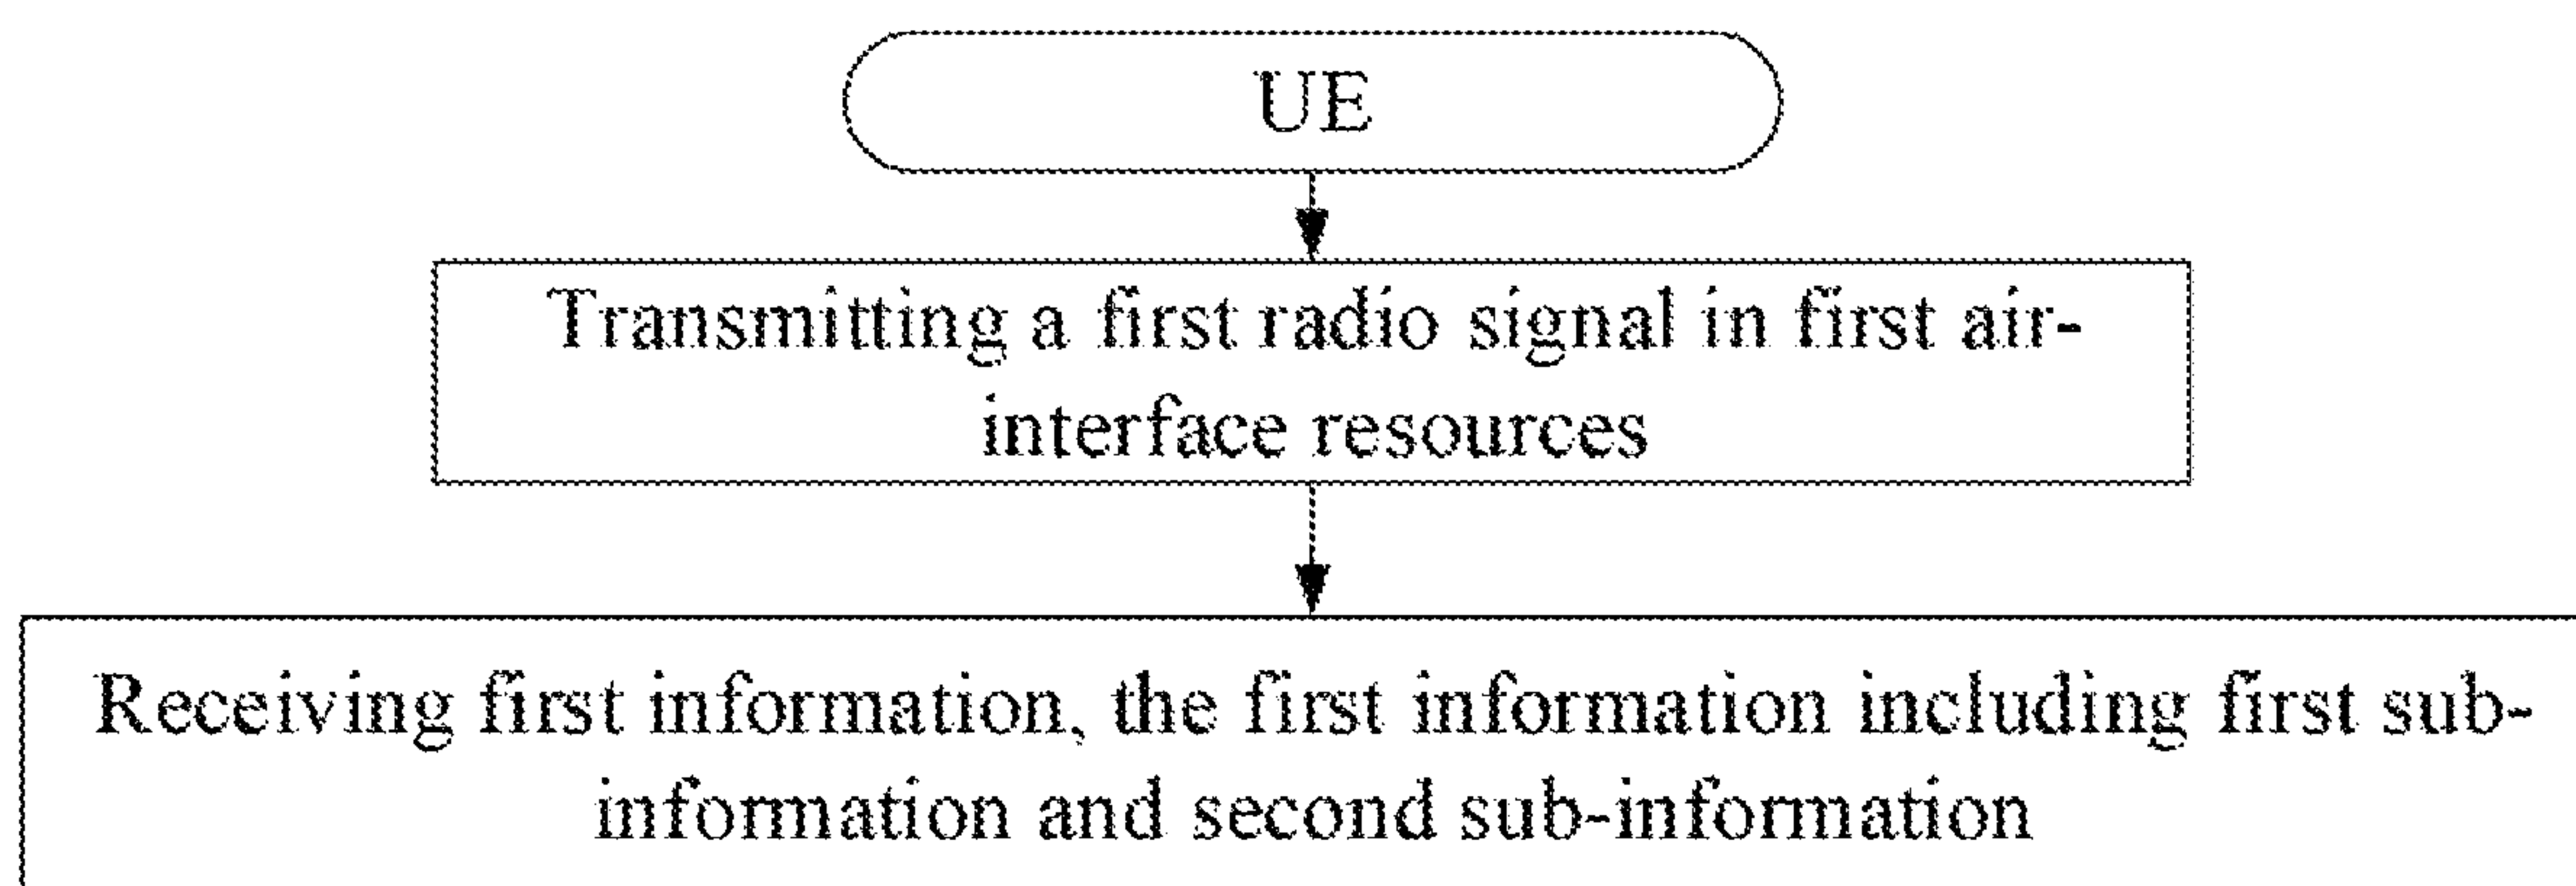 UE
Transmitting a first radio signal in first air-
interface resources
Receiving first information, the first information including first sub-
information and second sub-information